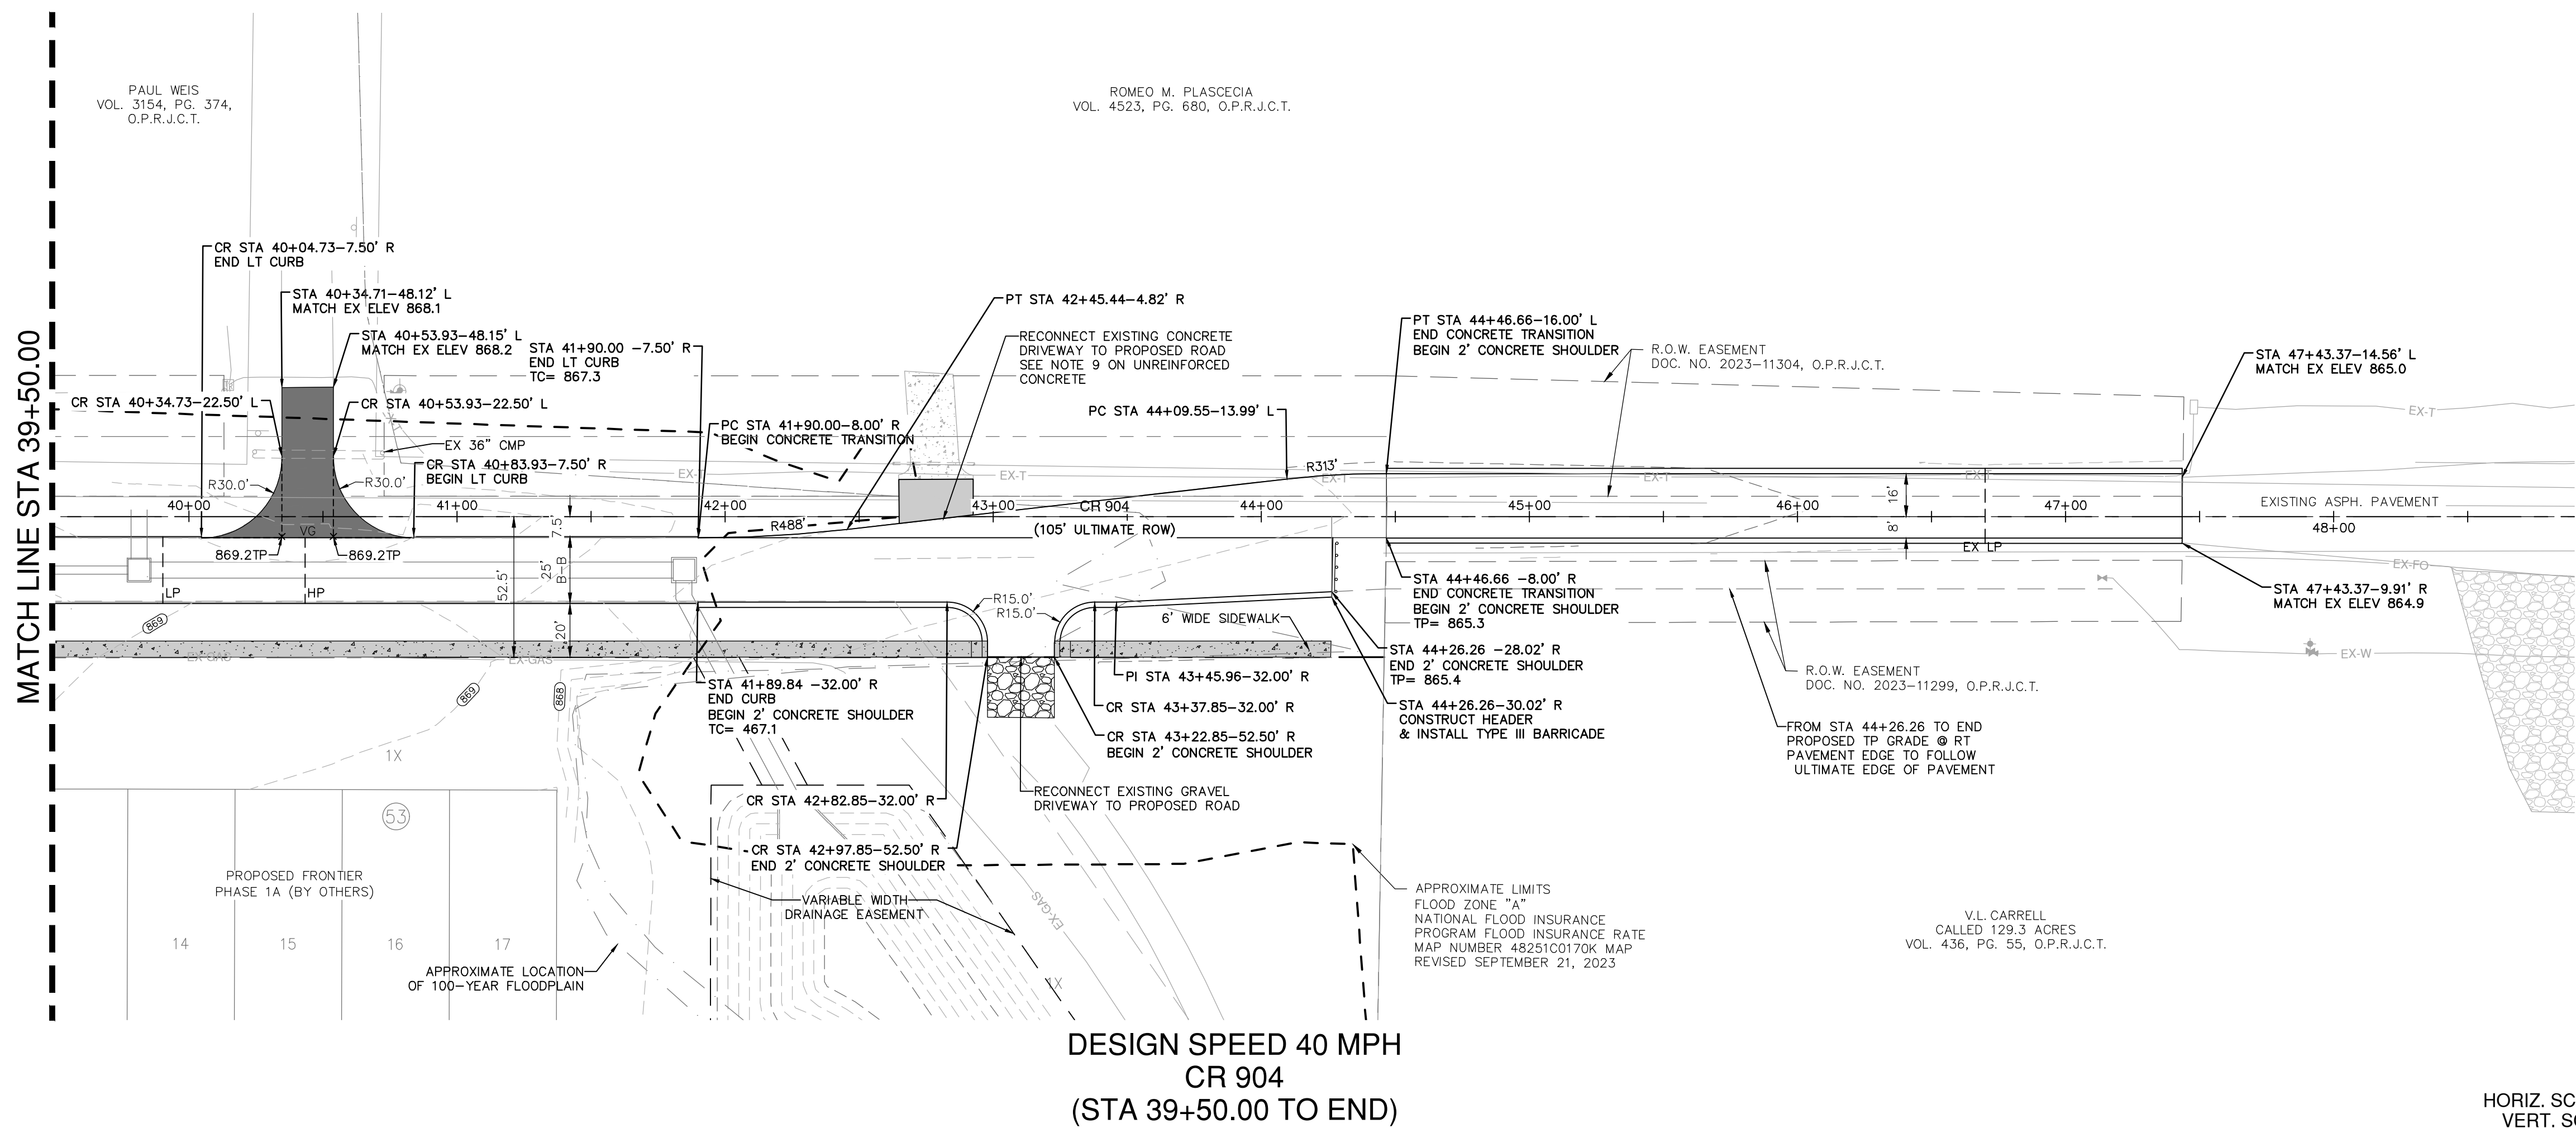 MATCH LINE STA 39+50.00
PAUL WEIS
VOL. 3154, PG. 374,
O.P.R.J.C.T.
ROMEO M. PLASCECIA
VOL. 4523, PG. 680, O.P.R.J.C.T.
CR STA 40+04.73-7.50' R
END LT CURB
STA 40+34.71-48.12' L
MATCH EX ELEV 868.1
STA 40+53.93-48.15' L
MATCH EX ELEV 868.2
STA 41+90.00 -7.50' R
END LT CURB
TC= 867.3
PT STA 42+45.44-4.82' R
RECONNECT EXISTING CONCRETE
DRIVEWAY TO PROPOSED ROAD
SEE NOTE 9 ON UNREINFORCED
CONCRETE
PT STA 44+46.66-16.00' L
END CONCRETE TRANSITION
BEGIN 2' CONCRETE SHOULDER
R.O.W. EASEMENT
DOC. NO. 2023-11304, O.P.R.J.C.T.
STA 47+43.37-14.56' L
MATCH EX ELEV 865.0
CR STA 40+34.73-22.50' L
CR STA 40+53.93-22.50' L
PC STA 44+09.55-13.99' L
EX-T
PC STA 41+90.00-8.00' R
BEGIN CONCRETE TRANSITION
EX 36" CMP
CR STA 40+83.93-7.50' R
BEGIN LT CURB
R30.0'
R30.0'
EX-T
EX-T
R313'
EX-T
EX-T
EX-T
40+00
41+00
42+00
43+00
44+00
45+00
46+00
47+00
48+00
CR 904
(105' ULTIMATE ROW)
EXISTING ASPH. PAVEMENT
VG
R488'
7.5'
16'
8'
869.2TP
869.2TP
EX LP
EX-FO
LP
HP
52.5'
25'
B-B
20'
R15.0'
R15.0'
6' WIDE SIDEWALK
STA 44+46.66 -8.00' R
END CONCRETE TRANSITION
BEGIN 2' CONCRETE SHOULDER
TP= 865.3
STA 47+43.37-9.91' R
MATCH EX ELEV 864.9
869
EX-GAS
EX-GAS
EX-W
STA 44+26.26 -28.02' R
END 2' CONCRETE SHOULDER
TP= 865.4
869
868
PI STA 43+45.96-32.00' R
R.O.W. EASEMENT
DOC. NO. 2023-11299, O.P.R.J.C.T.
STA 41+89.84 -32.00' R
END CURB
BEGIN 2' CONCRETE SHOULDER
TC= 467.1
CR STA 43+37.85-32.00' R
STA 44+26.26-30.02' R
CONSTRUCT HEADER
& INSTALL TYPE III BARRICADE
CR STA 43+22.85-52.50' R
BEGIN 2' CONCRETE SHOULDER
FROM STA 44+26.26 TO END
PROPOSED TP GRADE @ RT
PAVEMENT EDGE TO FOLLOW
ULTIMATE EDGE OF PAVEMENT
1X
CR STA 42+82.85-32.00' R
RECONNECT EXISTING GRAVEL
DRIVEWAY TO PROPOSED ROAD
53
CR STA 42+97.85-52.50' R
END 2' CONCRETE SHOULDER
PROPOSED FRONTIER
PHASE 1A (BY OTHERS)
VARIABLE WIDTH
DRAINAGE EASEMENT
EX-GAS
APPROXIMATE LIMITS
FLOOD ZONE "A"
NATIONAL FLOOD INSURANCE
PROGRAM FLOOD INSURANCE RATE
MAP NUMBER 48251C0170K MAP
REVISED SEPTEMBER 21, 2023
V.L. CARRELL
CALLED 129.3 ACRES
VOL. 436, PG. 55, O.P.R.J.C.T.
14
15
16
17
APPROXIMATE LOCATION
OF 100-YEAR FLOODPLAIN
1X
DESIGN SPEED 40 MPH
CR 904
(STA 39+50.00 TO END)
HORIZ. SC
VERT. S